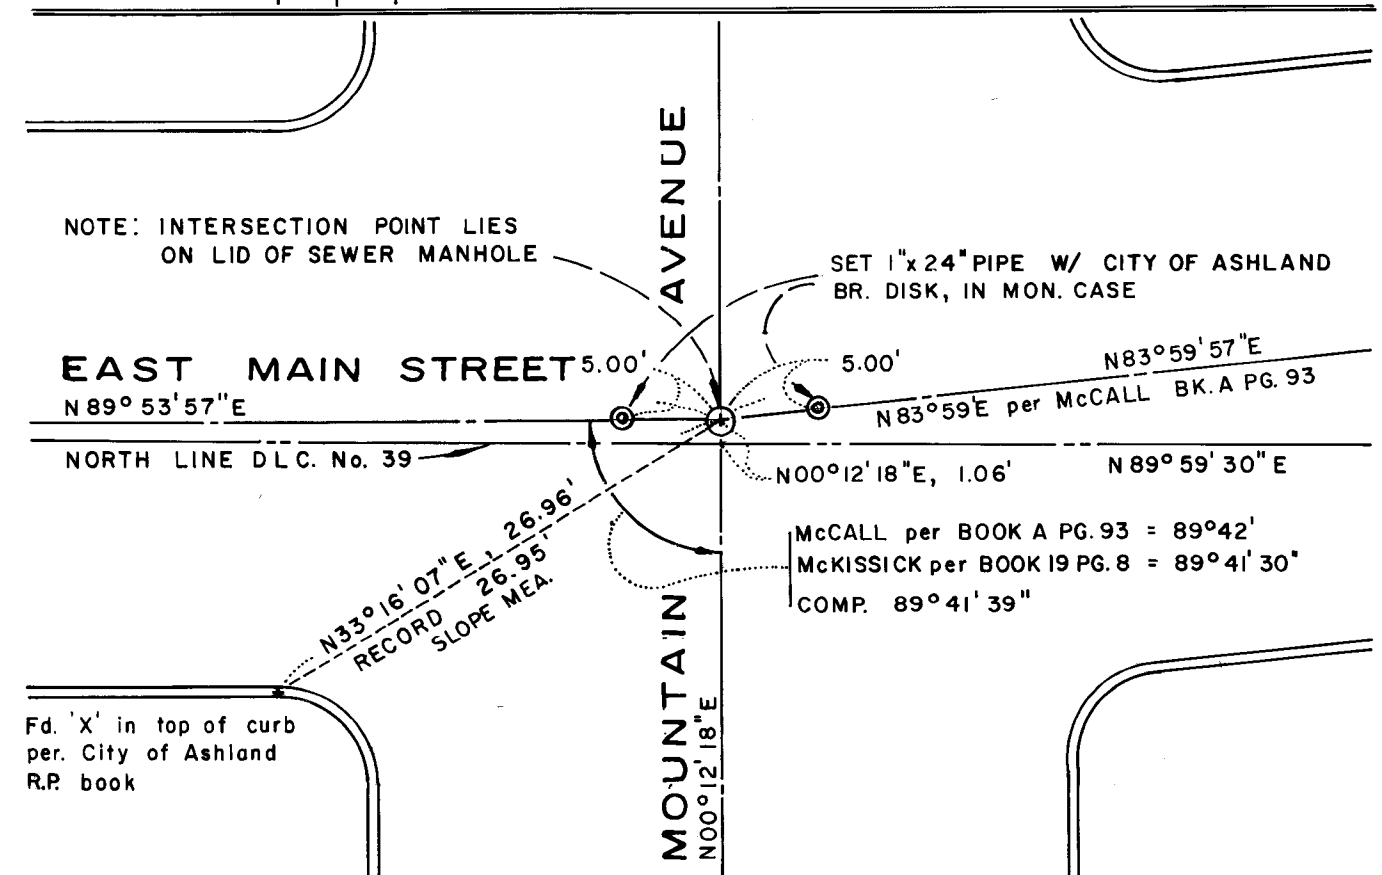 AVENUE
NOTE: INTERSECTION POINT LIES
ON LID OF SEWER MANHOLE
SET 1"x24" PIPE W/ CITY OF ASHLAND
BR. DISK, IN MON. CASE
EAST MAIN STREET
5.00'
5.00'
N83°59'57"E
N83°59'E per McCALL BK. A PG. 93
N 89° 53'57"E
NORTH LINE D.L.C. No. 39
N00°12'18"E, 1.06'
N 89°59'30"E
N33°16'07"E, 26.96'
RECORD 26.95'
SLOPE MEA.
McCALL per BOOK A PG. 93 = 89°42'
McKISSICK per BOOK 19 PG. 8 = 89°41'30"
COMP. 89°41'39"
MOUNTAIN
N00°12'18"E
Fd. 'X' in top of curb
per. City of Ashland
R.P. book